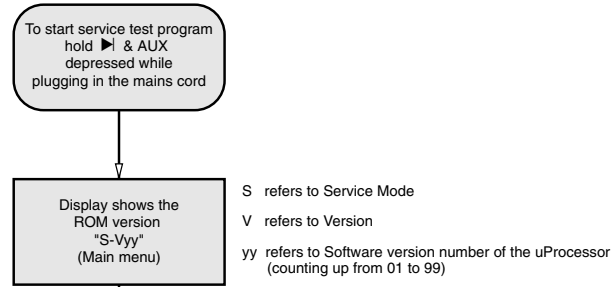 To start service test program
hold ▶| & AUX
depressed while
plugging in the mains cord
Display shows the
ROM version
"S-Vyy"
(Main menu)
S refers to Service Mode
V refers to Version
yy refers to Software version number of the uProcessor
(counting up from 01 to 99)